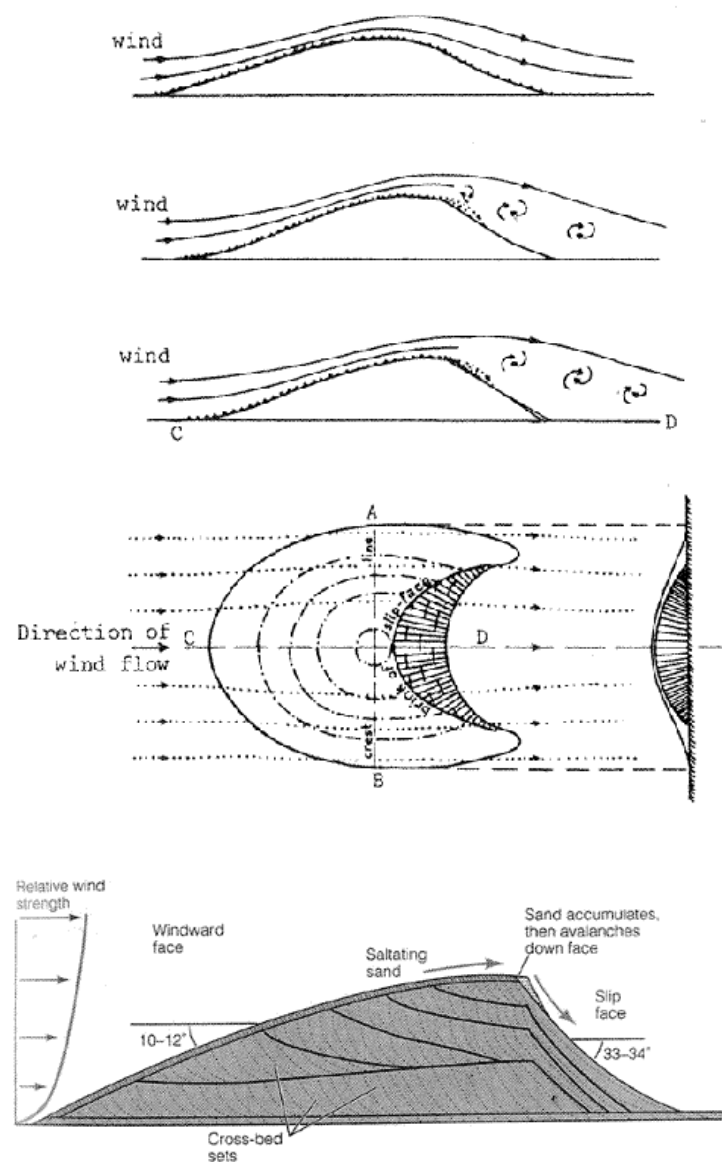 wind
wind
wind
C
D
A
line
slip-face
Direction of
wind flow
C
D
crest
B
Relative wind
strength
Windward
face
Saltating
sand
Sand accumulates,
then avalanches
down face
Slip
face
10–12°
33–34°
Cross-bed
sets